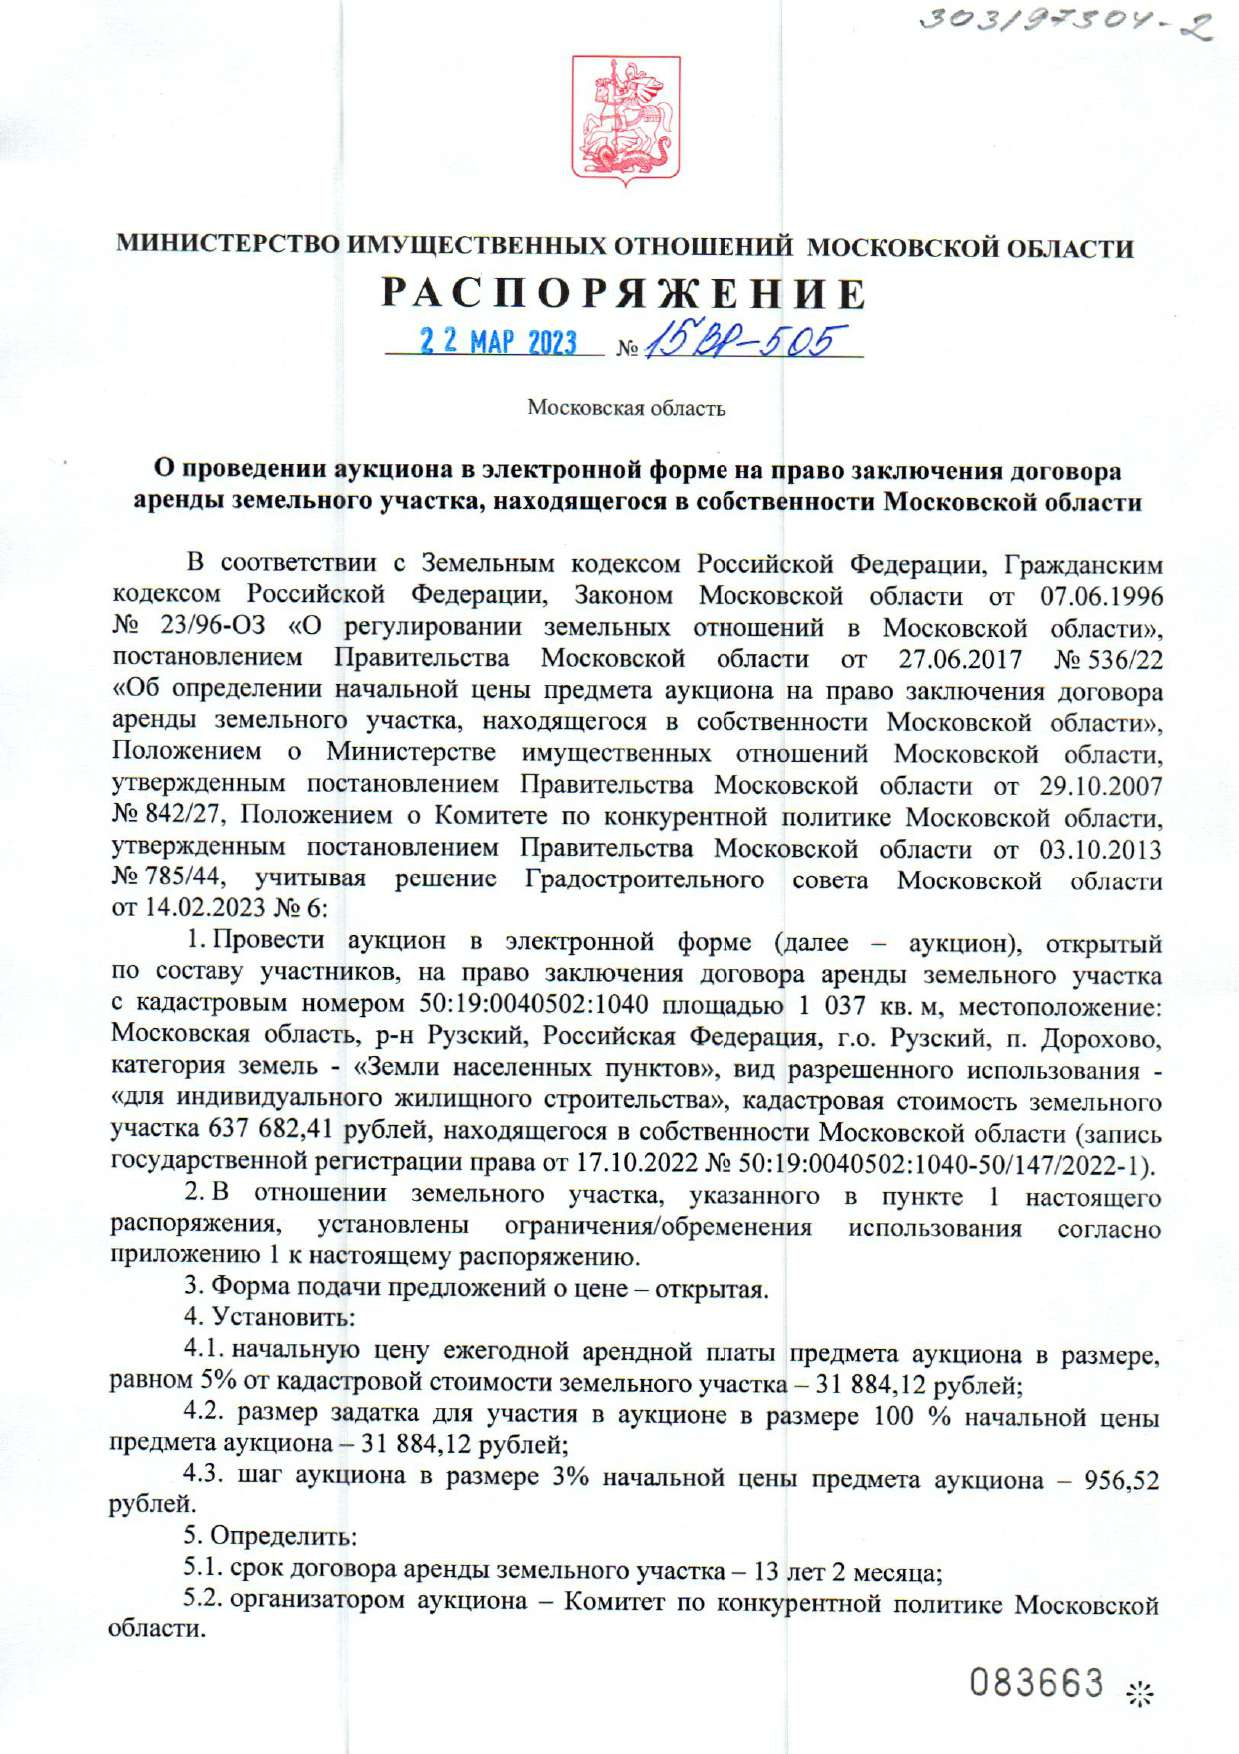 303/97304-2
МИНИСТЕРСТВО ИМУЩЕСТВЕННЫХ ОТНОШЕНИЙ МОСКОВСКОЙ ОБЛАСТИ
РАСПОРЯЖЕНИЕ
22 МАР 2023 № 15ВР-505
Московская область
О проведении аукциона в электронной форме на право заключения договора
аренды земельного участка, находящегося в собственности Московской области
В соответствии с Земельным кодексом Российской Федерации, Гражданским
кодексом Российской Федерации, Законом Московской области от 07.06.1996
№ 23/96-ОЗ «О регулировании земельных отношений в Московской области»,
постановлением Правительства Московской области от 27.06.2017 № 536/22
«Об определении начальной цены предмета аукциона на право заключения договора
аренды земельного участка, находящегося в собственности Московской области»,
Положением о Министерстве имущественных отношений Московской области,
утвержденным постановлением Правительства Московской области от 29.10.2007
№ 842/27, Положением о Комитете по конкурентной политике Московской области,
утвержденным постановлением Правительства Московской области от 03.10.2013
№ 785/44, учитывая решение Градостроительного совета Московской области
от 14.02.2023 № 6:
1. Провести аукцион в электронной форме (далее – аукцион), открытый
по составу участников, на право заключения договора аренды земельного участка
с кадастровым номером 50:19:0040502:1040 площадью 1 037 кв. м, местоположение:
Московская область, р-н Рузский, Российская Федерация, г.о. Рузский, п. Дорохово,
категория земель - «Земли населенных пунктов», вид разрешенного использования -
«для индивидуального жилищного строительства», кадастровая стоимость земельного
участка 637 682,41 рублей, находящегося в собственности Московской области (запись
государственной регистрации права от 17.10.2022 № 50:19:0040502:1040-50/147/2022-1).
2. В отношении земельного участка, указанного в пункте 1 настоящего
распоряжения, установлены ограничения/обременения использования согласно
приложению 1 к настоящему распоряжению.
3. Форма подачи предложений о цене – открытая.
4. Установить:
4.1. начальную цену ежегодной арендной платы предмета аукциона в размере,
равном 5% от кадастровой стоимости земельного участка – 31 884,12 рублей;
4.2. размер задатка для участия в аукционе в размере 100 % начальной цены
предмета аукциона – 31 884,12 рублей;
4.3. шаг аукциона в размере 3% начальной цены предмета аукциона – 956,52
рублей.
5. Определить:
5.1. срок договора аренды земельного участка – 13 лет 2 месяца;
5.2. организатором аукциона – Комитет по конкурентной политике Московской
области.
083663